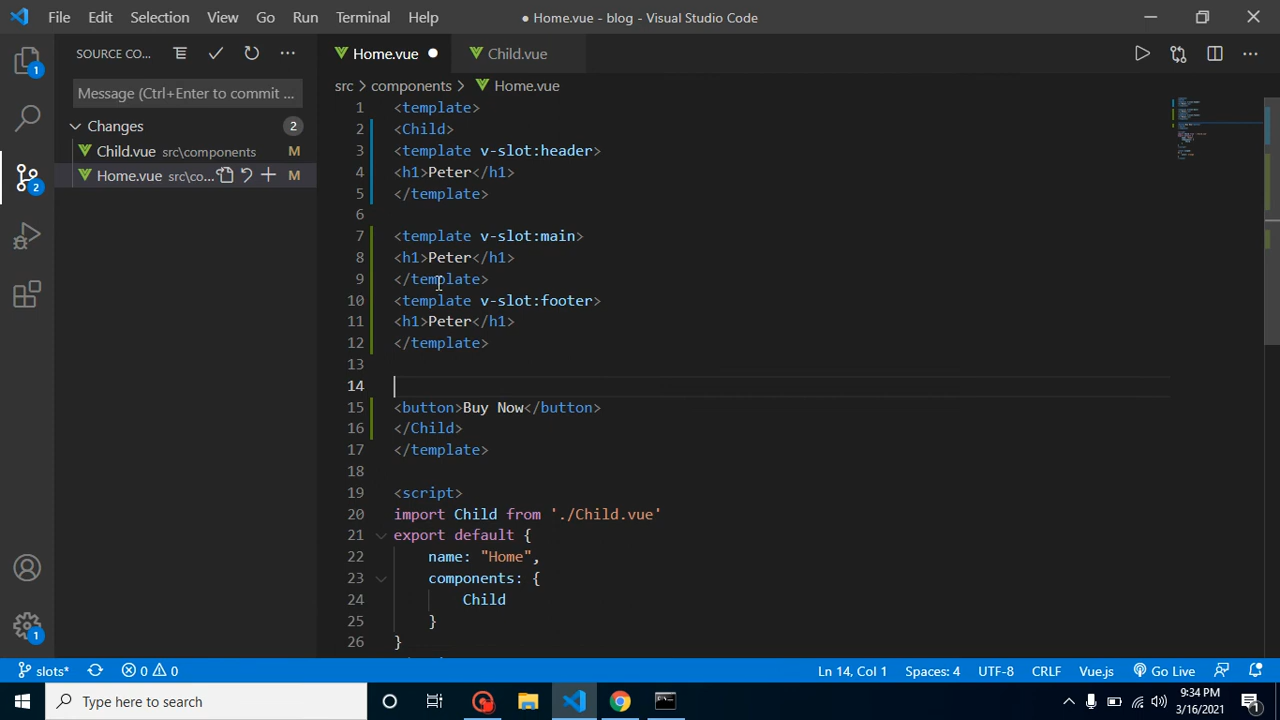 File Edit Selection View Go Run Terminal Help ● Home.vue - blog - Visual Studio Code
SOURCE CO...
Message (Ctrl+Enter to commit ...
Changes 2
Child.vue src\components M
Home.vue src\co... M
1
2
1
Home.vue ●
Child.vue
src > components > Home.vue
1 <template>
2 <Child>
3 <template v-slot:header>
4 <h1>Peter</h1>
5 </template>
6
7 <template v-slot:main>
8 <h1>Peter</h1>
9 </template>
10 <template v-slot:footer>
11 <h1>Peter</h1>
12 </template>
13
14
15 <button>Buy Now</button>
16 </Child>
17 </template>
18
19 <script>
20 import Child from './Child.vue'
21 export default {
22 name: "Home",
23 components: {
24 Child
25 }
26 }
slots* 0 0 Ln 14, Col 1 Spaces: 4 UTF-8 CRLF Vue.js Go Live
Type here to search
9:34 PM
3/16/2021
1